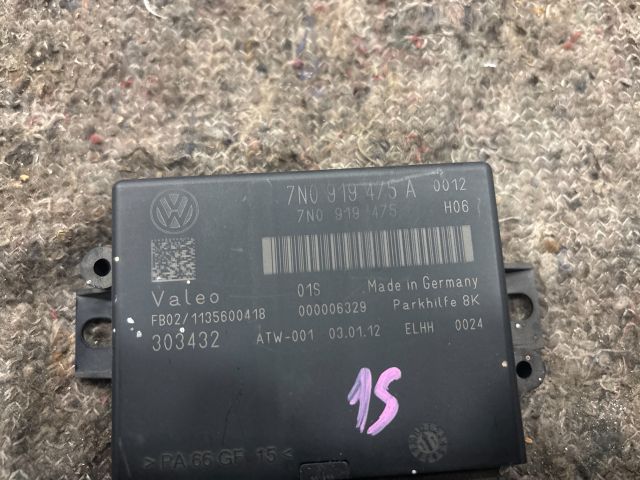 7N0 919 475 A 0012
7N0 919 475 H06
Valeo 01S Made in Germany
FB02/1135600418 000006329 Parkhilfe 8K
303432 ATW-001 03.01.12 ELHH 0024
1S
>PA 66 GF 15<